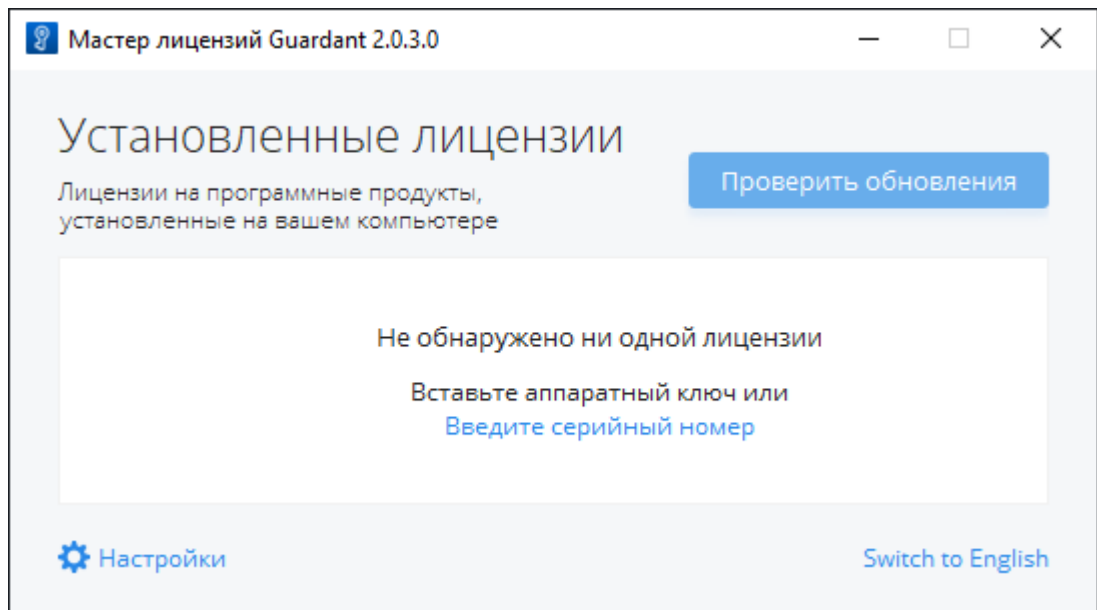 Мастер лицензий Guardant 2.0.3.0
Установленные лицензии
Лицензии на программные продукты,
установленные на вашем компьютере
Проверить обновления
Не обнаружено ни одной лицензии
Вставьте аппаратный ключ или
Введите серийный номер
Настройки
Switch to English